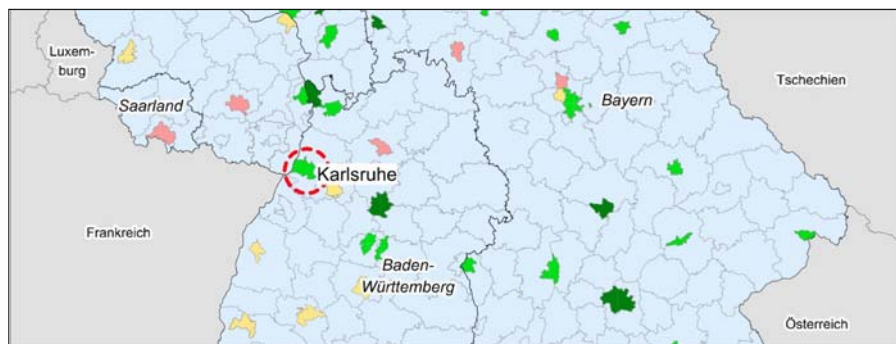 Luxem-
burg
Tschechien
Saarland
Bayern
Karlsruhe
Frankreich
Baden-
Württemberg
Österreich